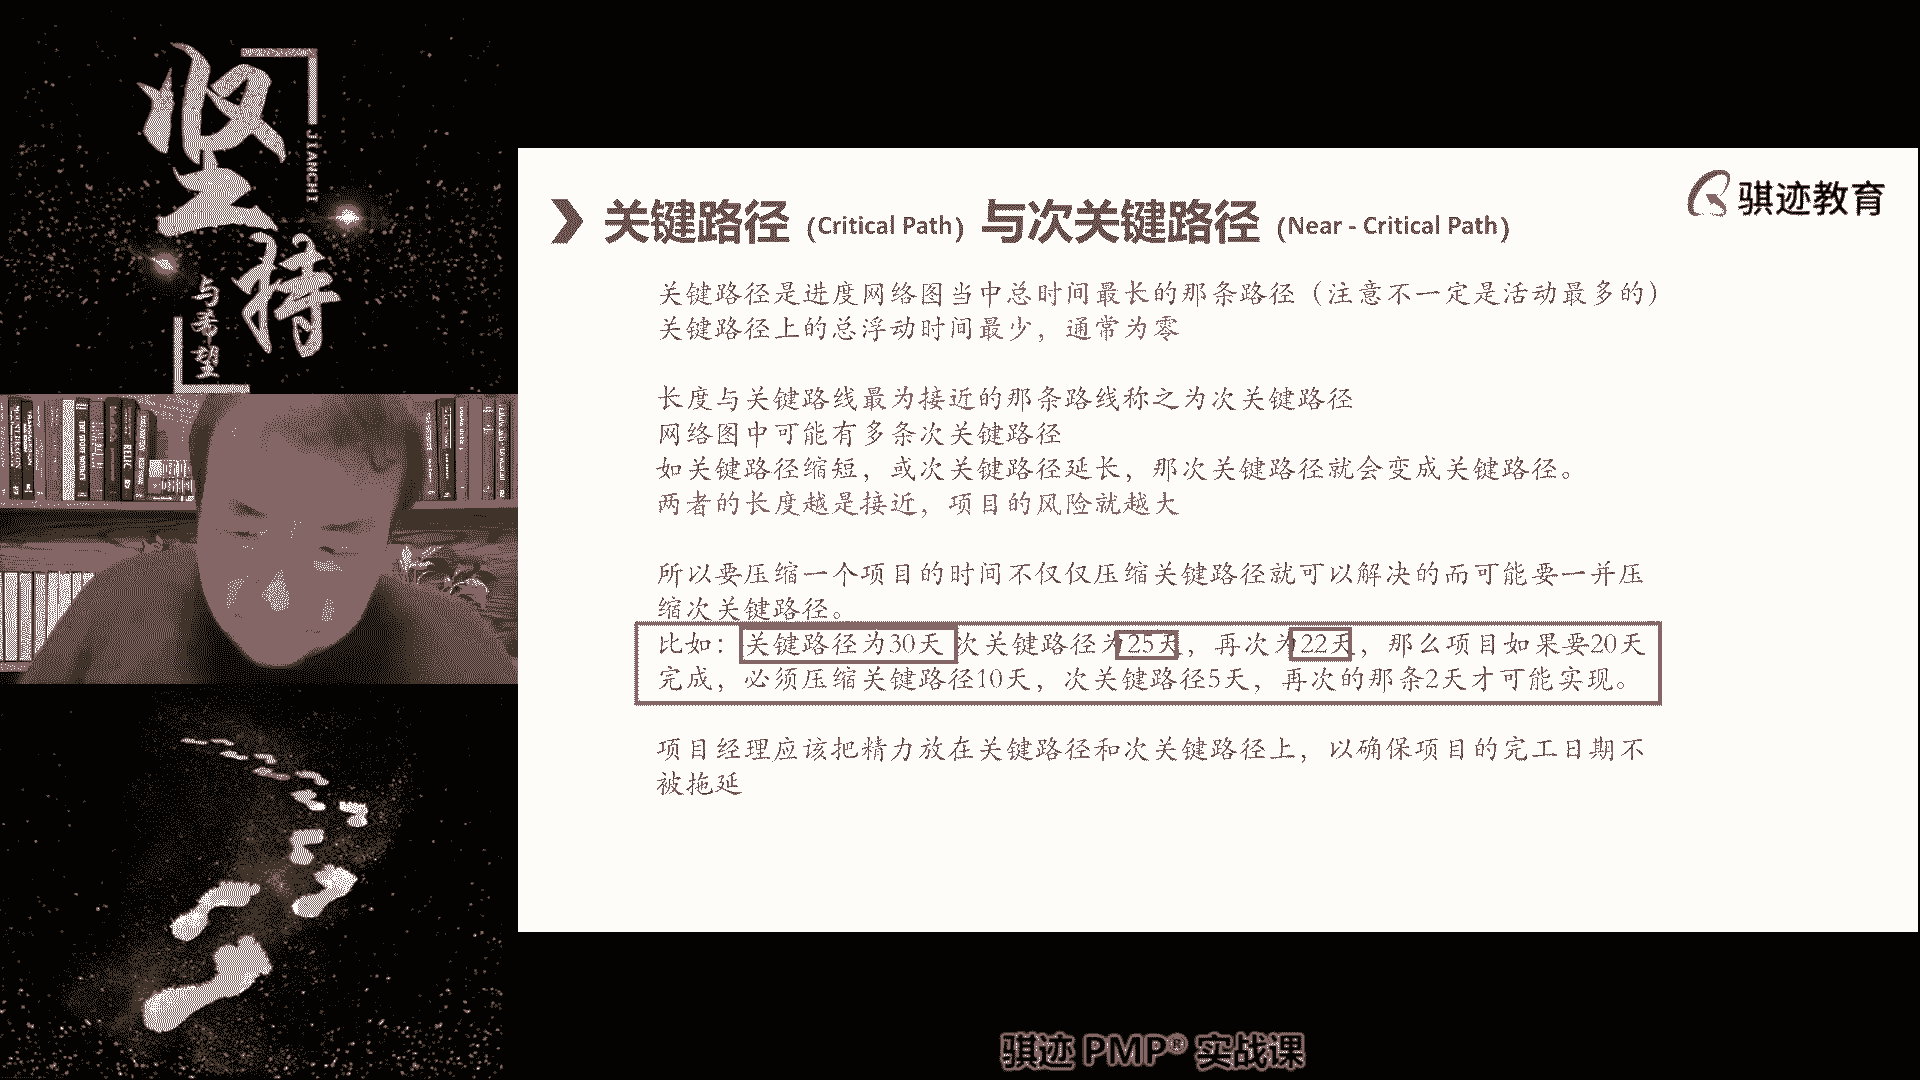 坚持
JIANCHI
与希望
骐迹教育
关键路径 (Critical Path) 与次关键路径 (Near - Critical Path)
关键路径是进度网络图当中总时间最长的那条路径（注意不一定是活动最多的）
关键路径上的总浮动时间最少，通常为零
长度与关键路线最为接近的那条路线称之为次关键路径
网络图中可能有多条次关键路径
如关键路径缩短，或次关键路径延长，那次关键路径就会变成关键路径。
两者的长度越是接近，项目的风险就越大
所以要压缩一个项目的时间不仅仅压缩关键路径就可以解决的而可能要一并压
缩次关键路径。
比如：关键路径为30天 次关键路径为25天，再次为22天，那么项目如果要20天
完成，必须压缩关键路径10天，次关键路径5天，再次的那条2天才可能实现。
项目经理应该把精力放在关键路径和次关键路径上，以确保项目的完工日期不
被拖延
骐迹 PMP® 实战课